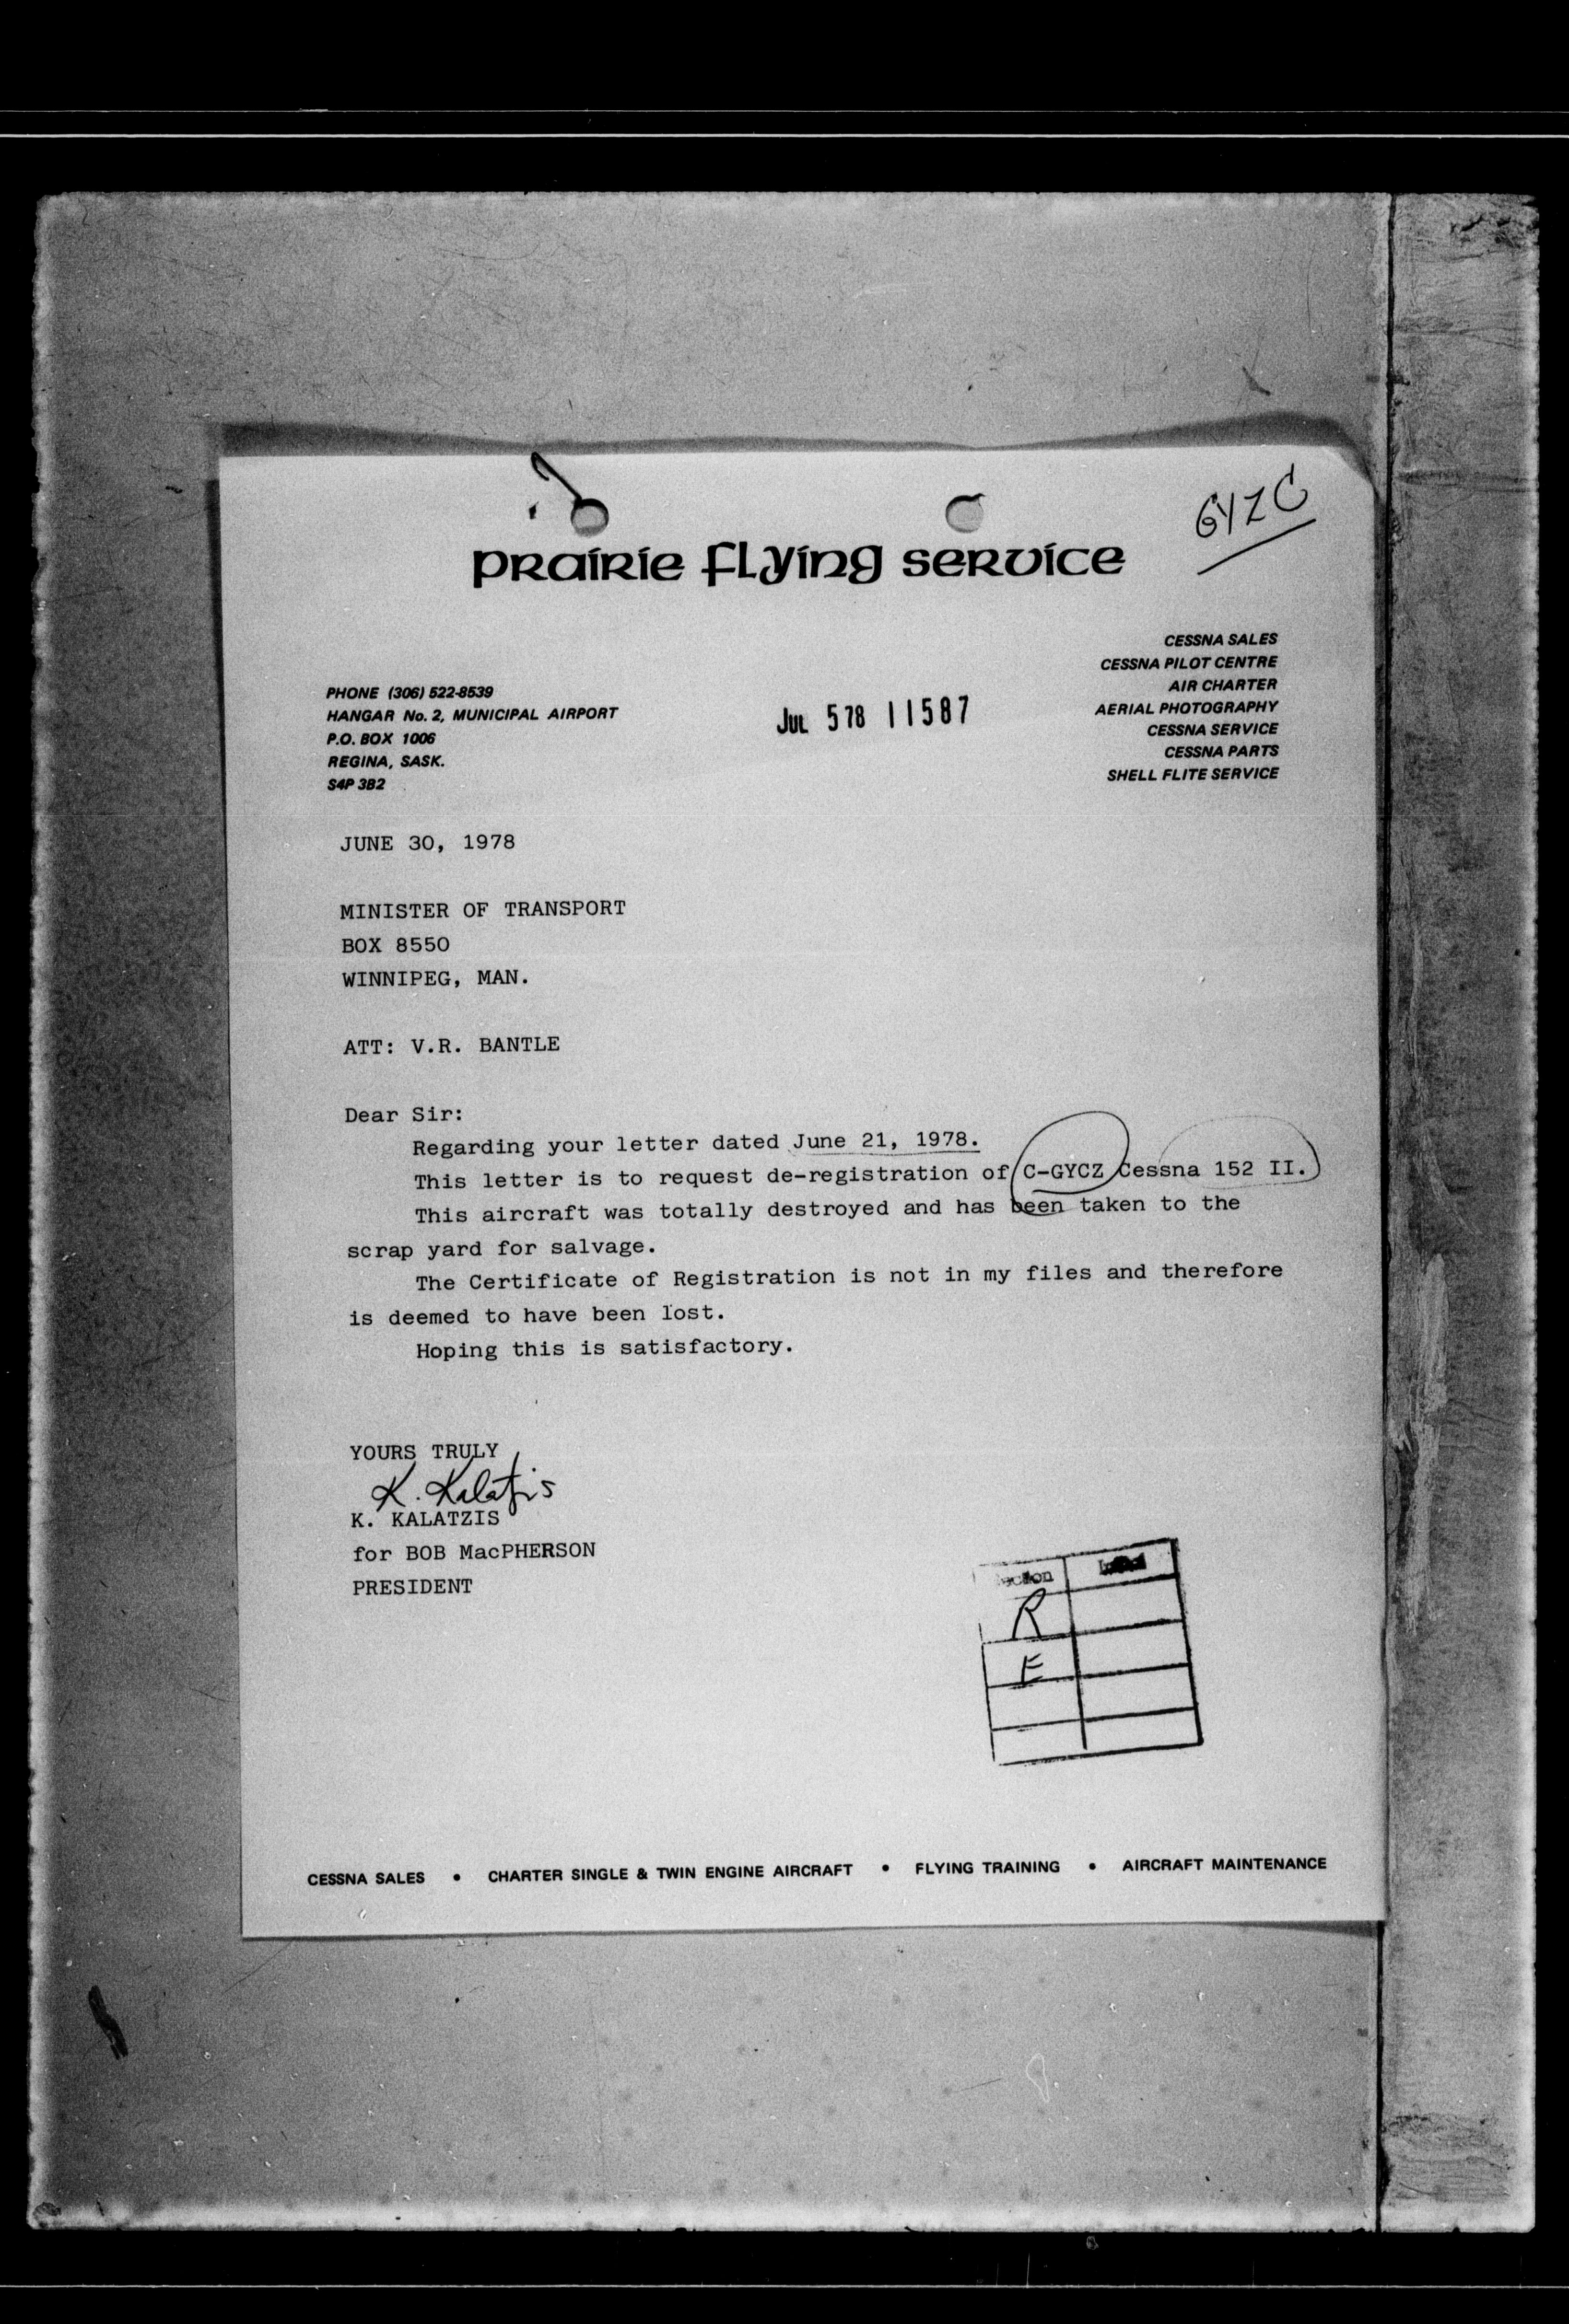 GYZC
PRAIRIE FLYING SERVICE
CESSNA SALES
CESSNA PILOT CENTRE
AIR CHARTER
AERIAL PHOTOGRAPHY
CESSNA SERVICE
CESSNA PARTS
SHELL FLITE SERVICE
PHONE (306) 522-8539
HANGAR No. 2, MUNICIPAL AIRPORT
P.O. BOX 1006
REGINA, SASK.
S4P 3B2
JUL 5 78 11587
JUNE 30, 1978
MINISTER OF TRANSPORT
BOX 8550
WINNIPEG, MAN.
ATT: V.R. BANTLE
Dear Sir:
Regarding your letter dated June 21, 1978.
This letter is to request de-registration of C-GYCZ Cessna 152 II.
This aircraft was totally destroyed and has been taken to the
scrap yard for salvage.
The Certificate of Registration is not in my files and therefore
is deemed to have been lost.
Hoping this is satisfactory.
YOURS TRULY
K. Kalatzis
K. KALATZIS
for BOB MacPHERSON
PRESIDENT
R
E
CESSNA SALES • CHARTER SINGLE & TWIN ENGINE AIRCRAFT • FLYING TRAINING • AIRCRAFT MAINTENANCE